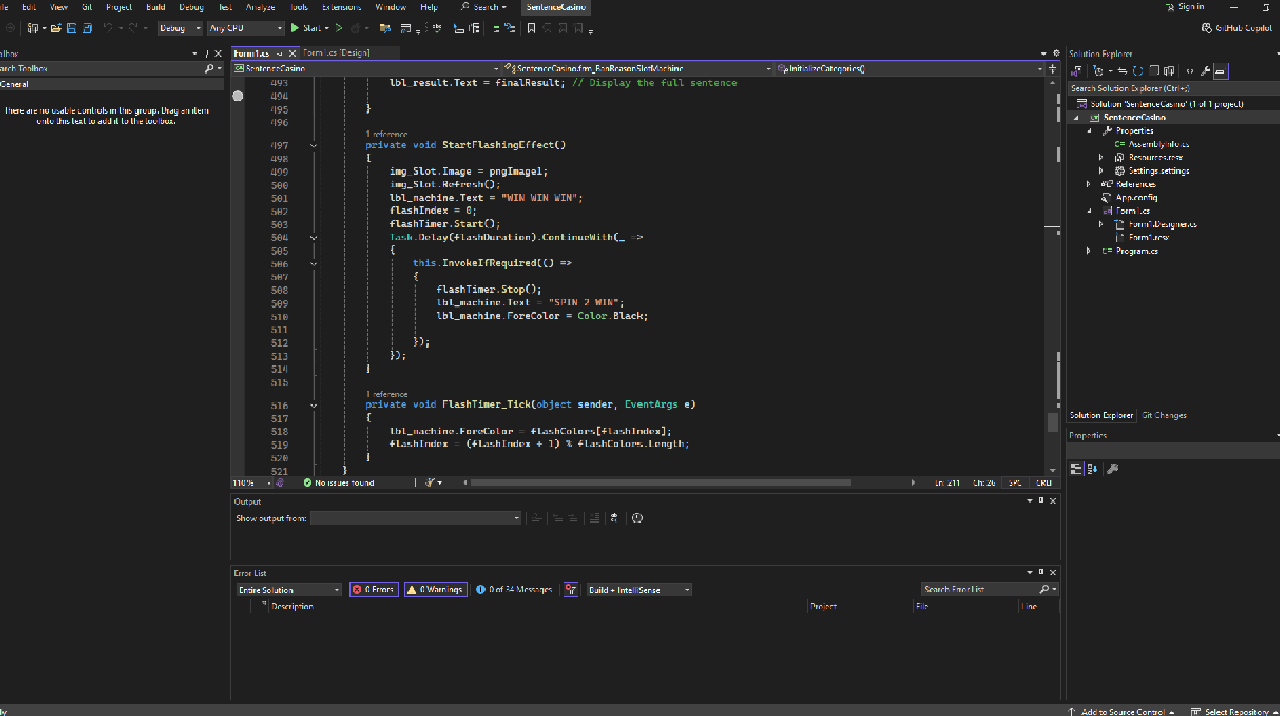 File Edit View Git Project Build Debug Test Analyze Tools Extensions Window Help Search SentenceCasino Sign in
Debug Any CPU Start GitHub Copilot
Toolbox
Search Toolbox
General
There are no usable controls in this group. Drag an item
onto this text to add it to the toolbox.
Form1.cs Form1.cs [Design]
SentenceCasino SentenceCasino.frm_BanReasonSlotMachine InitializeCategories()
493 lbl_result.Text = finalResult; // Display the full sentence
494
495 }
496
1 reference
497 private void StartFlashingEffect()
498 {
499 img_Slot.Image = pngImage1;
500 img_Slot.Refresh();
501 lbl_machine.Text = "WIN WIN WIN";
502 flashIndex = 0;
503 flashTimer.Start();
504 Task.Delay(flashDuration).ContinueWith(_ =>
505 {
506 this.InvokeIfRequired(() =>
507 {
508 flashTimer.Stop();
509 lbl_machine.Text = "SPIN 2 WIN";
510 lbl_machine.ForeColor = Color.Black;
511
512 });
513 });
514 }
515
1 reference
516 private void FlashTimer_Tick(object sender, EventArgs e)
517 {
518 lbl_machine.ForeColor = flashColors[flashIndex];
519 flashIndex = (flashIndex + 1) % flashColors.Length;
520 }
521 }
110% No issues found Ln: 211 Ch: 26 SPC CRLF
Output
Show output from:
Error List
Entire Solution 0 Errors 0 Warnings 0 of 34 Messages Build + IntelliSense Search Error List
Description Project File Line
Solution Explorer
Search Solution Explorer (Ctrl+;)
Solution 'SentenceCasino' (1 of 1 project)
SentenceCasino
Properties
AssemblyInfo.cs
Resources.resx
Settings.settings
References
App.config
Form1.cs
Form1.Designer.cs
Form1.resx
Program.cs
Solution Explorer Git Changes
Properties
Add to Source Control Select Repository